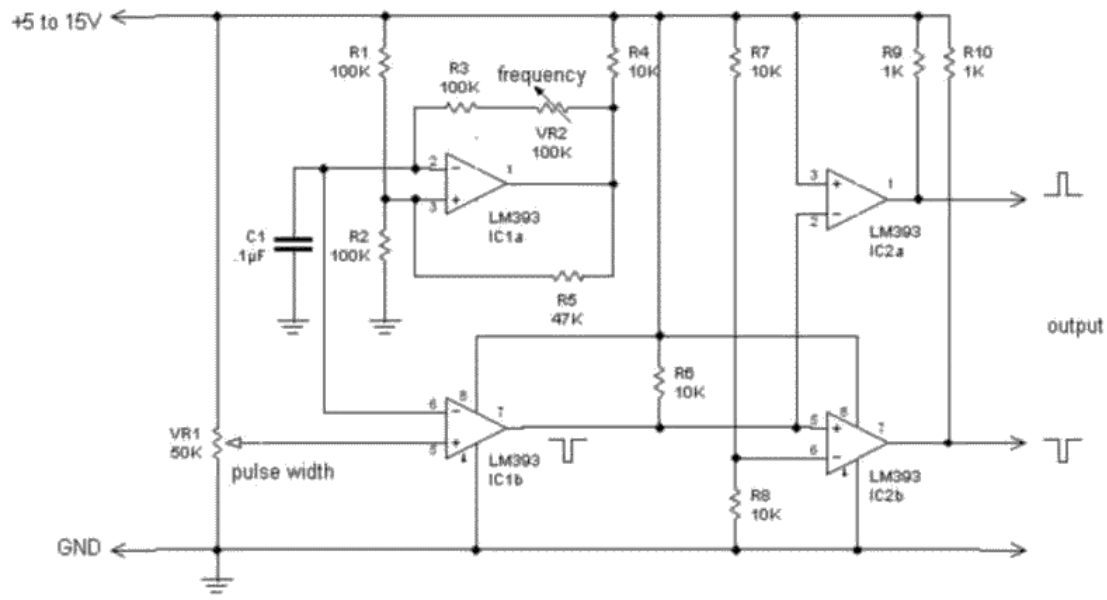 +5 to 15V
R1
100K
R3
100K
frequency
VR2
100K
R4
10K
R7
10K
R9
1K
R10
1K
2
3
1
LM393
IC1a
3
2
1
LM393
IC2a
C1
.1µF
R2
100K
R5
47K
output
R6
10K
VR1
50K
pulse width
6
5
8
7
4
LM393
IC1b
5
6
8
7
4
LM393
IC2b
R8
10K
GND